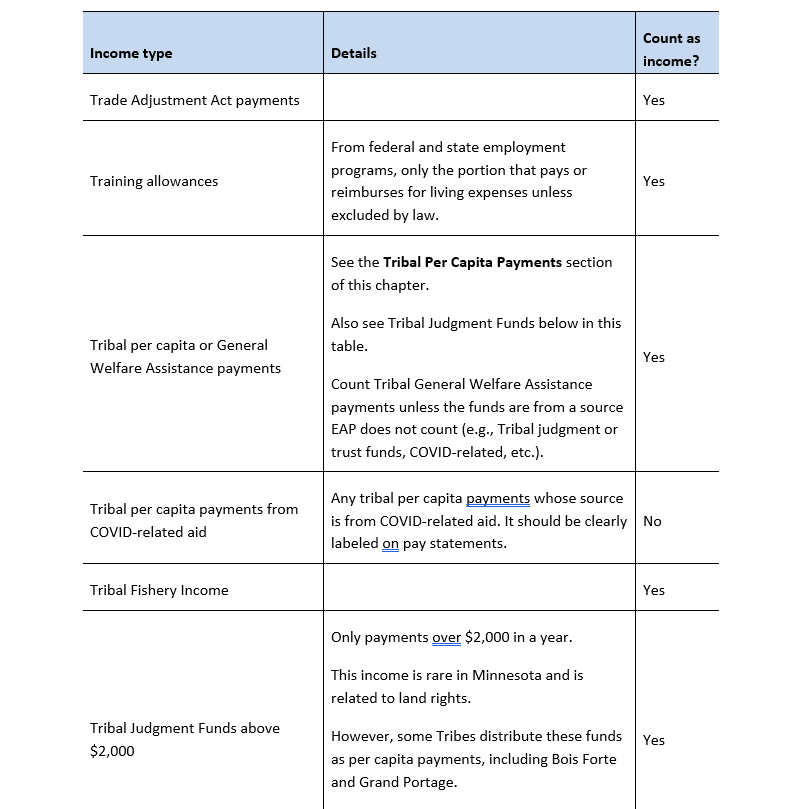 Income type
Details
Count as
income?
Trade Adjustment Act payments
Yes
Training allowances
From federal and state employment
programs, only the portion that pays or
reimburses for living expenses unless
excluded by law.
Yes
Tribal per capita or General
Welfare Assistance payments
See the Tribal Per Capita Payments section
of this chapter.
Also see Tribal Judgment Funds below in this
table.
Count Tribal General Welfare Assistance
payments unless the funds are from a source
EAP does not count (e.g., Tribal judgment or
trust funds, COVID-related, etc.).
Yes
Tribal per capita payments from
COVID-related aid
Any tribal per capita payments whose source
is from COVID-related aid. It should be clearly
labeled on pay statements.
No
Tribal Fishery Income
Yes
Tribal Judgment Funds above
$2,000
Only payments over $2,000 in a year.
This income is rare in Minnesota and is
related to land rights.
However, some Tribes distribute these funds
as per capita payments, including Bois Forte
and Grand Portage.
Yes